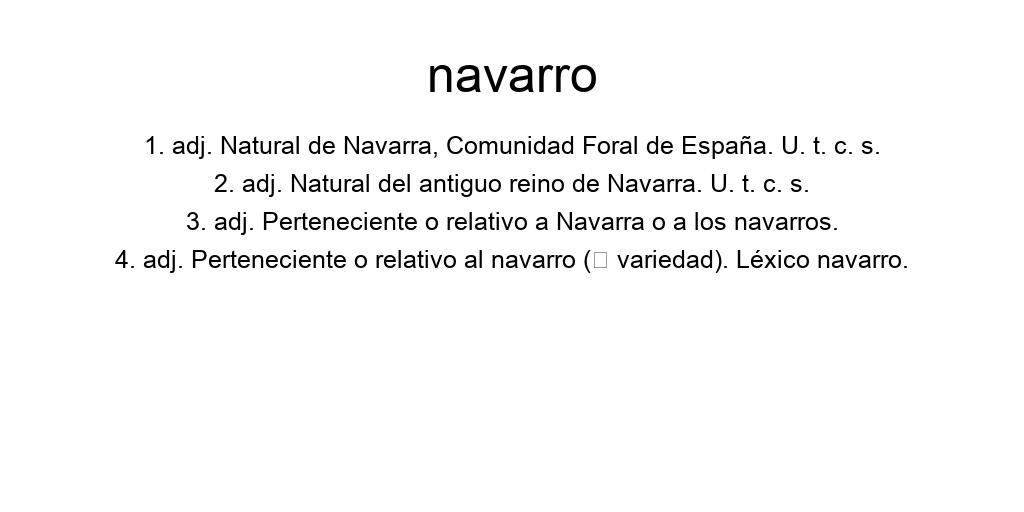 navarro
1. adj. Natural de Navarra, Comunidad Foral de España. U. t. c. s.
2. adj. Natural del antiguo reino de Navarra. U. t. c. s.
3. adj. Perteneciente o relativo a Navarra o a los navarros.
4. adj. Perteneciente o relativo al navarro (□ variedad). Léxico navarro.